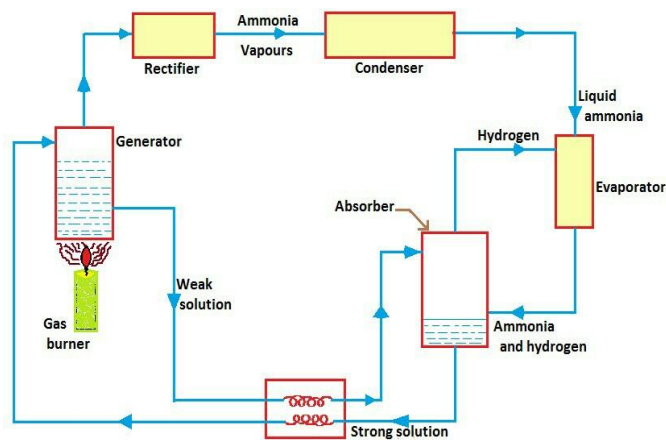 Ammonia
Vapours
Rectifier
Condenser
Liquid
ammonia
Generator
Hydrogen
Evaporator
Absorber
Weak
solution
Gas
burner
Ammonia
and hydrogen
Strong solution